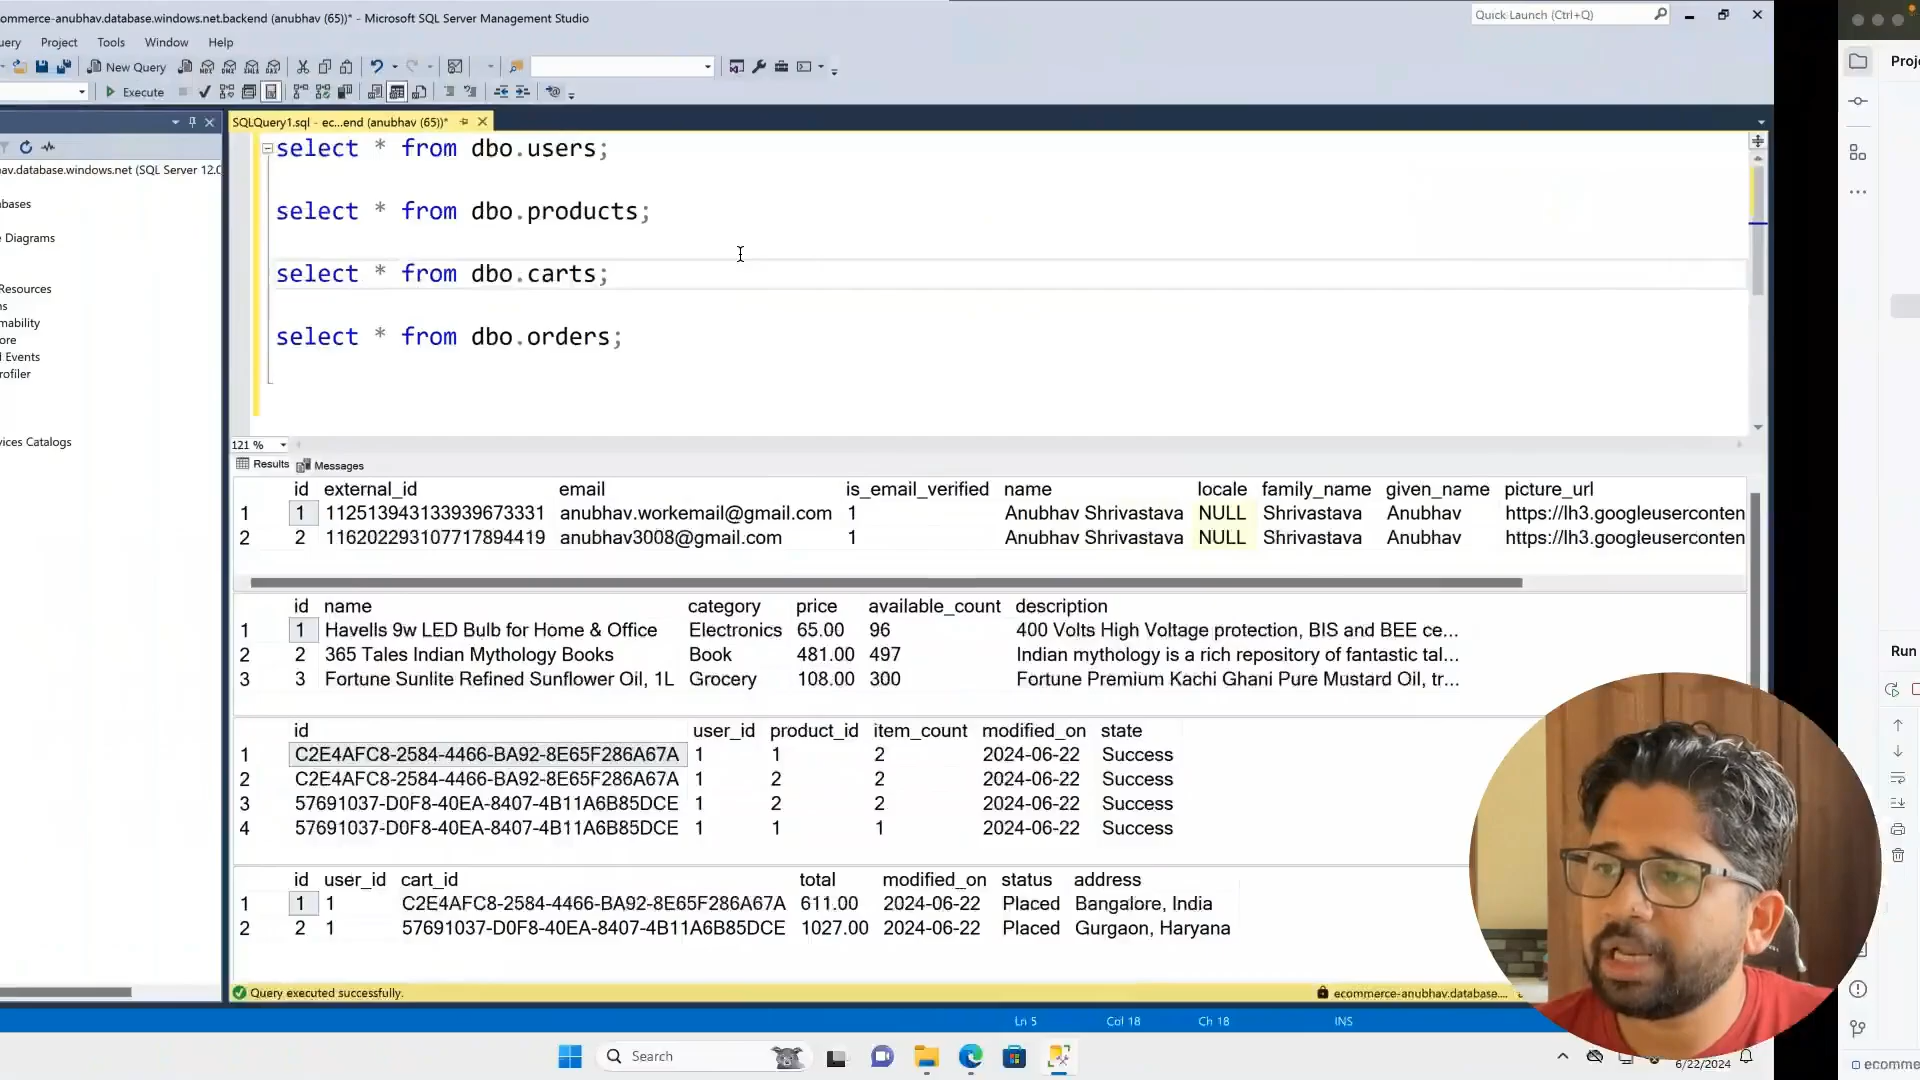 ommerce-anubhav.database.windows.net.backend (anubhav (65))* - Microsoft SQL Server Management Studio
Quick Launch (Ctrl+Q)
uery Project Tools Window Help
Proj
New Query
Execute
SQLQuery1.sql - ec...end (anubhav (65))*
select * from dbo.users;
av.database.windows.net (SQL Server 12.0
bases
select * from dbo.products;
e Diagrams
select * from dbo.carts;
Resources
ns
mability
select * from dbo.orders;
ore
d Events
rofiler
vices Catalogs
121 %
Results Messages
id external_id email is_email_verified name locale family_name given_name picture_url
1 1 112513943133939673331 anubhav.workemail@gmail.com 1 Anubhav Shrivastava NULL Shrivastava Anubhav https://lh3.googleuserconten
2 2 116202293107717894419 anubhav3008@gmail.com 1 Anubhav Shrivastava NULL Shrivastava Anubhav https://lh3.googleuserconten
id name category price available_count description
1 1 Havells 9w LED Bulb for Home & Office Electronics 65.00 96 400 Volts High Voltage protection, BIS and BEE ce...
2 2 365 Tales Indian Mythology Books Book 481.00 497 Indian mythology is a rich repository of fantastic tal...
3 3 Fortune Sunlite Refined Sunflower Oil, 1L Grocery 108.00 300 Fortune Premium Kachi Ghani Pure Mustard Oil, tr...
Run
id user_id product_id item_count modified_on state
1 C2E4AFC8-2584-4466-BA92-8E65F286A67A 1 1 2 2024-06-22 Success
2 C2E4AFC8-2584-4466-BA92-8E65F286A67A 1 2 2 2024-06-22 Success
3 57691037-D0F8-40EA-8407-4B11A6B85DCE 1 2 2 2024-06-22 Success
4 57691037-D0F8-40EA-8407-4B11A6B85DCE 1 1 1 2024-06-22 Success
id user_id cart_id total modified_on status address
1 1 1 C2E4AFC8-2584-4466-BA92-8E65F286A67A 611.00 2024-06-22 Placed Bangalore, India
2 2 1 57691037-D0F8-40EA-8407-4B11A6B85DCE 1027.00 2024-06-22 Placed Gurgaon, Haryana
Query executed successfully. ecommerce-anubhav.database....
Ln 5 Col 18 Ch 18 INS
Search
6/22/2024
ecomme